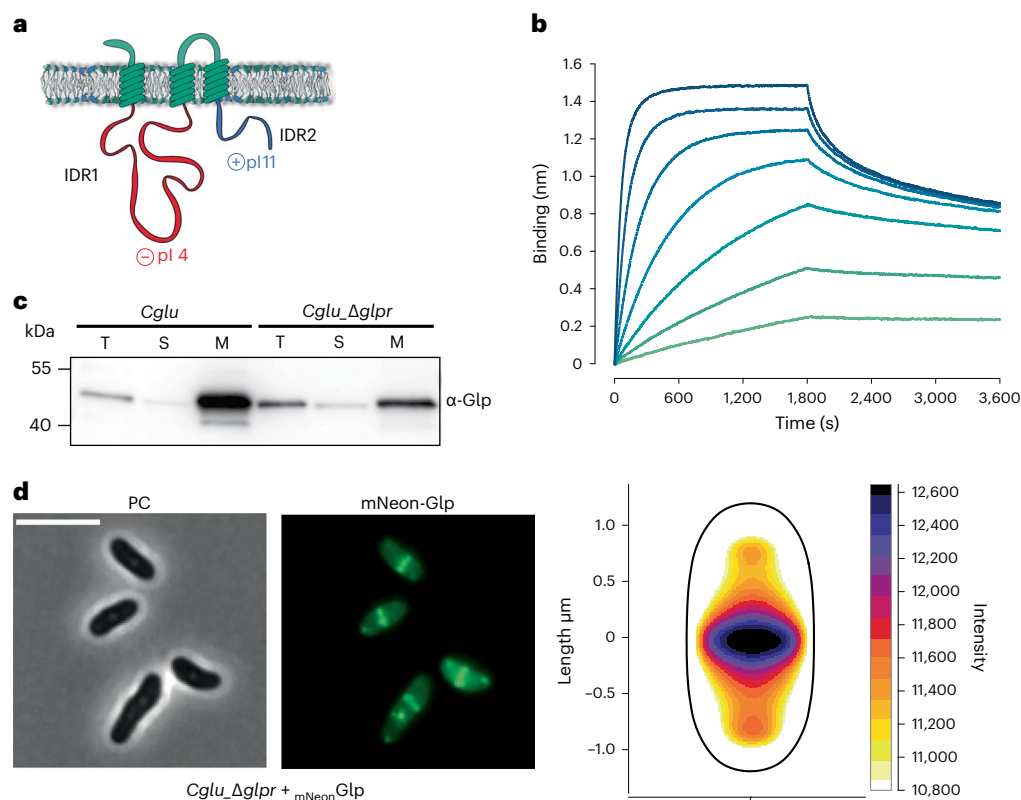 a
IDR1
IDR2
+ pI11
− pI 4
b
Binding (nm)
1.6
1.4
1.2
1.0
0.8
0.6
0.4
0.2
0
0 600 1,200 1,800 2,400 3,000 3,600
Time (s)
c
Cglu Cglu_Δglpr
kDa T S M T S M
55
α-Glp
40
d
PC mNeon-Glp
Cglu_Δglpr + mNeonGlp
Length µm
1.0
0.5
0
−0.5
−1.0
12,600
12,400
12,200
12,000
11,800
11,600
11,400
11,200
11,000
10,800
Intensity